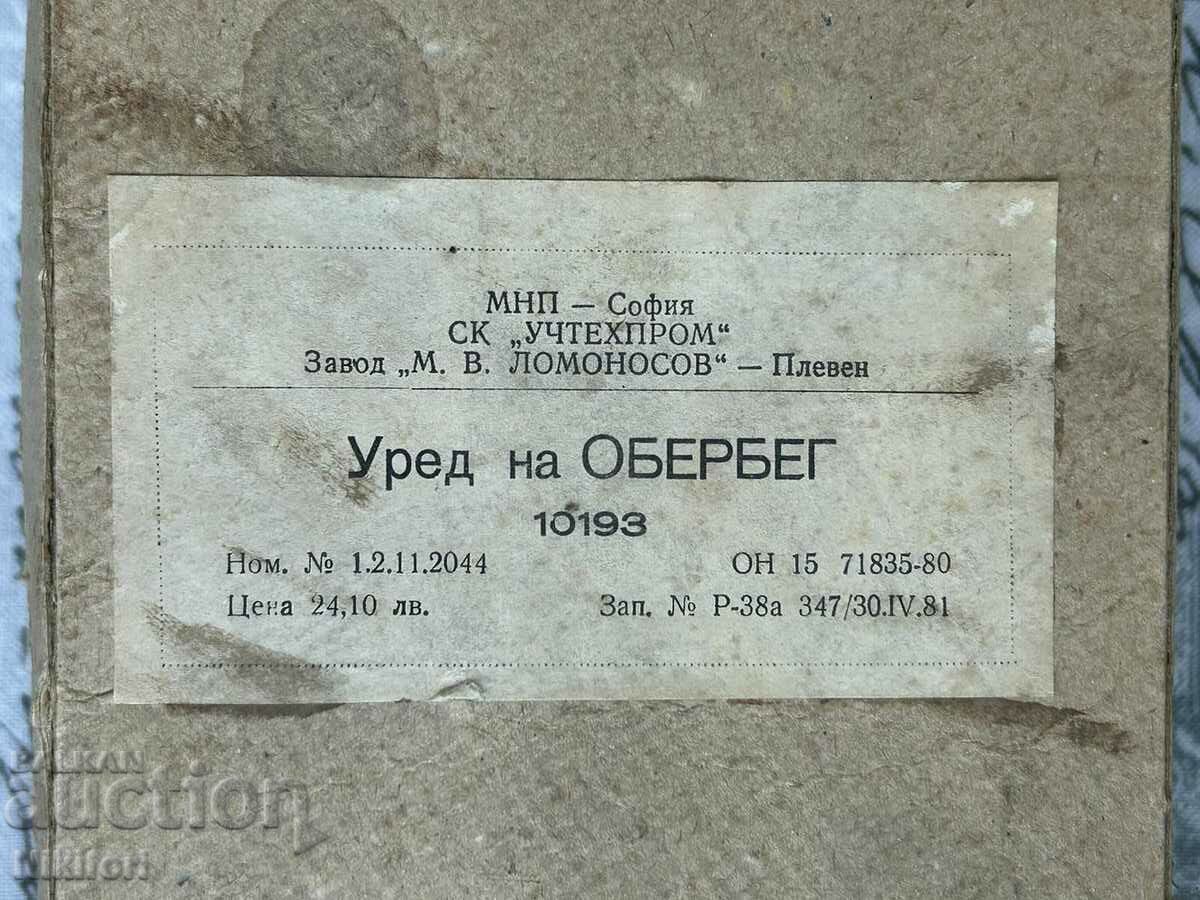 МНП — София
СК „УЧТЕХПРОМ“
Завод „М. В. ЛОМОНОСОВ“ — Плевен
Уред на ОБЕРБЕГ
10193
Ном. № 1.2.11.2044
ОН 15 71835-80
Цена 24,10 лв.
Зап. № Р-38а 347/30.IV.81
BALKAN
auction
Nikifori